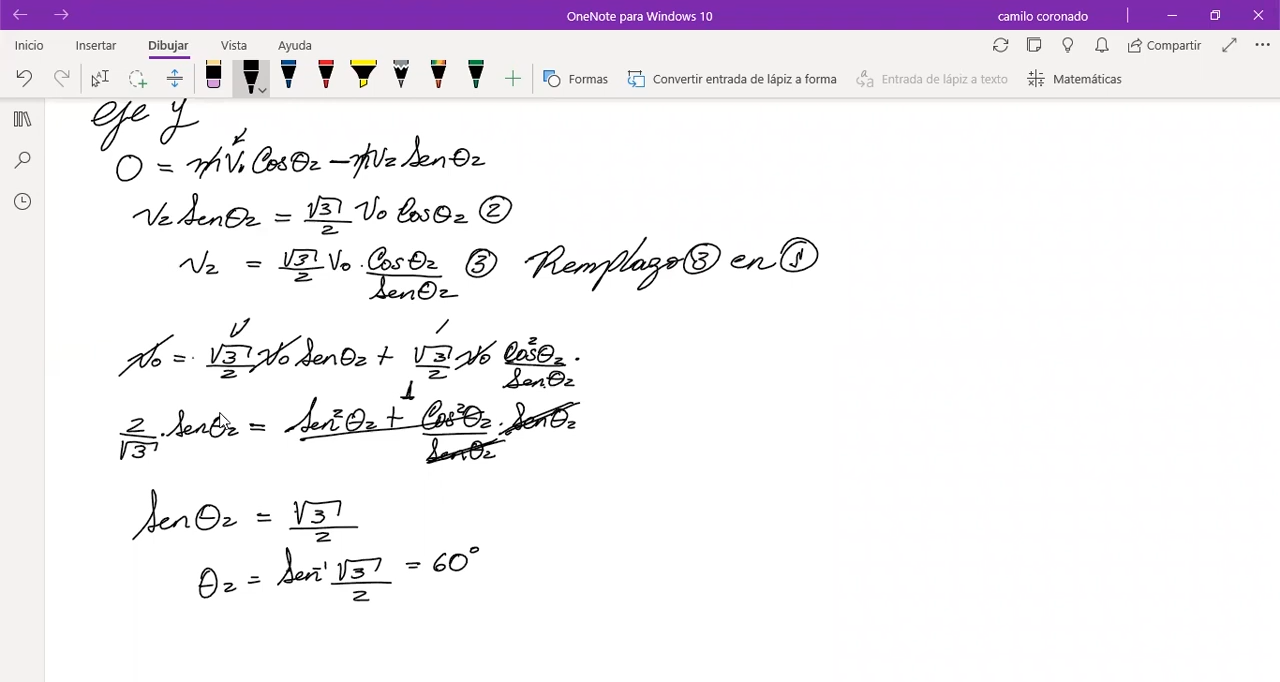 OneNote para Windows 10
camilo coronado
Inicio Insertar Dibujar Vista Ayuda
Compartir
Formas Convertir entrada de lápiz a forma Entrada de lápiz a texto Matemáticas
eje y
0 = mV₁ Cosθ₂ - mV₂ Senθ₂
V₂ Senθ₂ = √3/2 V₀ Cosθ₂ ②
V₂ = √3/2 V₀ · Cosθ₂/Senθ₂ ③ Remplazo ③ en ①
V₀ = √3/2 V₀ Senθ₂ + √3/2 V₀ Cos²θ₂/Senθ₂ ·
1
2/√3 · Senθ₂ = Sen²θ₂ + Cos²θ₂/Senθ₂ · Senθ₂
Senθ₂ = √3/2
θ₂ = Sen⁻¹ √3/2 = 60°